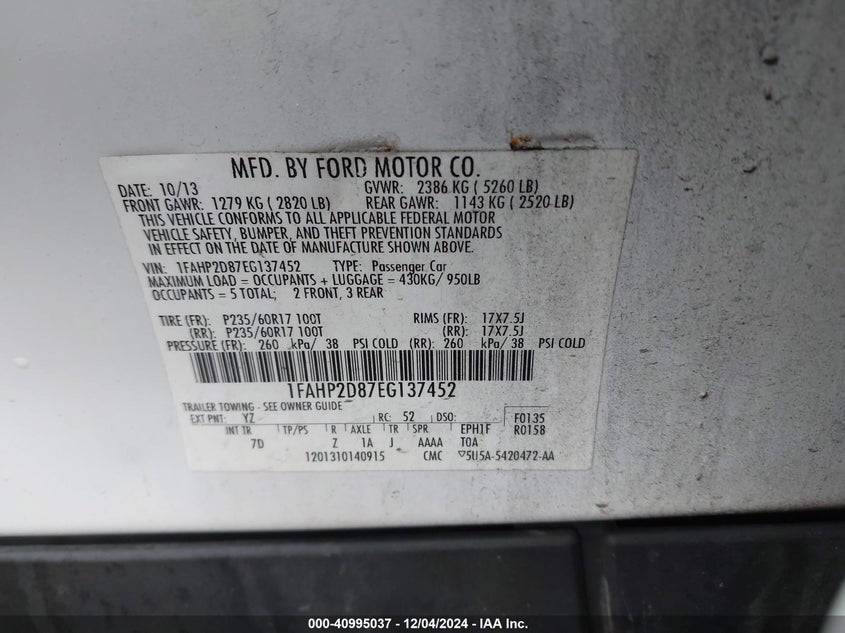 MFD. BY FORD MOTOR CO.
DATE: 10/13 GVWR: 2386 KG ( 5260 LB)
FRONT GAWR: 1279 KG ( 2820 LB) REAR GAWR: 1143 KG ( 2520 LB)
THIS VEHICLE CONFORMS TO ALL APPLICABLE FEDERAL MOTOR
VEHICLE SAFETY, BUMPER, AND THEFT PREVENTION STANDARDS
IN EFFECT ON THE DATE OF MANUFACTURE SHOWN ABOVE.
VIN: 1FAHP2D87EG137452 TYPE: Passenger Car
MAXIMUM LOAD = OCCUPANTS + LUGGAGE = 430KG/ 950LB
OCCUPANTS = 5 TOTAL; 2 FRONT, 3 REAR
TIRE (FR): P235/60R17 100T RIMS (FR): 17X7.5J
(RR): P235/60R17 100T (RR): 17X7.5J
PRESSURE (FR): 260 kPa/ 38 PSI COLD (RR): 260 kPa/ 38 PSI COLD
1FAHP2D87EG137452
TRAILER TOWING - SEE OWNER GUIDE
EXT PNT: YZ RC: 52 DSO: F0135
INT TR TP/PS R AXLE TR SPR EPH1F R0158
7D Z 1A J AAAA TOA
1201310140915 CMC ▽5U5A-5420472-AA
000-40995037 - 12/04/2024 - IAA Inc.